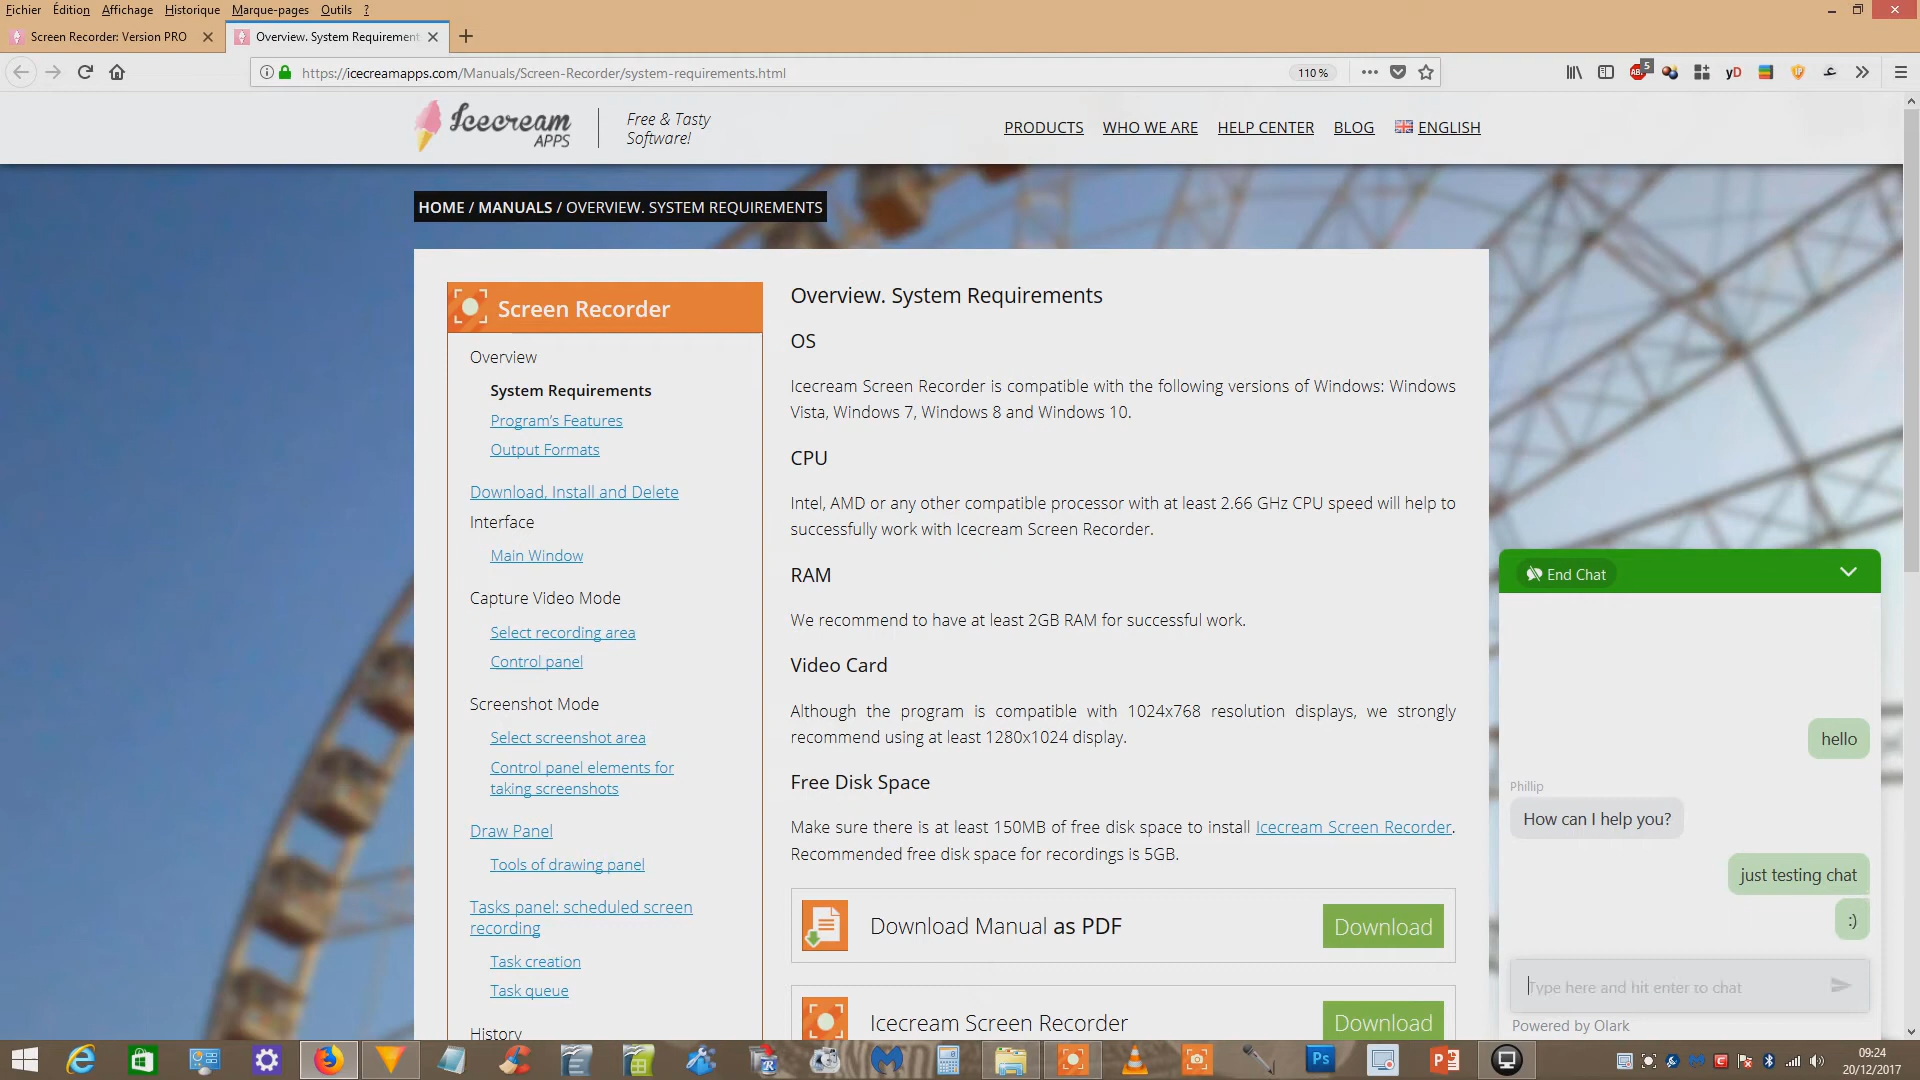 Fichier Édition Affichage Historique Marque-pages Outils ?
Screen Recorder: Version PRO
Overview. System Requirement
https://icecreamapps.com/Manuals/Screen-Recorder/system-requirements.html
110 %
5
ABP
yD
Icecream
APPS
Free & Tasty
Software!
PRODUCTS WHO WE ARE HELP CENTER BLOG ENGLISH
HOME / MANUALS / OVERVIEW. SYSTEM REQUIREMENTS
Screen Recorder
Overview
System Requirements
Program's Features
Output Formats
Download, Install and Delete
Interface
Main Window
Capture Video Mode
Select recording area
Control panel
Screenshot Mode
Select screenshot area
Control panel elements for
taking screenshots
Draw Panel
Tools of drawing panel
Tasks panel: scheduled screen
recording
Task creation
Task queue
History
Overview. System Requirements
OS
Icecream Screen Recorder is compatible with the following versions of Windows: Windows
Vista, Windows 7, Windows 8 and Windows 10.
CPU
Intel, AMD or any other compatible processor with at least 2.66 GHz CPU speed will help to
successfully work with Icecream Screen Recorder.
RAM
We recommend to have at least 2GB RAM for successful work.
Video Card
Although the program is compatible with 1024x768 resolution displays, we strongly
recommend using at least 1280x1024 display.
Free Disk Space
Make sure there is at least 150MB of free disk space to install Icecream Screen Recorder.
Recommended free disk space for recordings is 5GB.
Download Manual as PDF
Download
Icecream Screen Recorder
Download
End Chat
hello
Phillip
How can I help you?
just testing chat
:)
Type here and hit enter to chat
Powered by Olark
Ps
09:24
20/12/2017